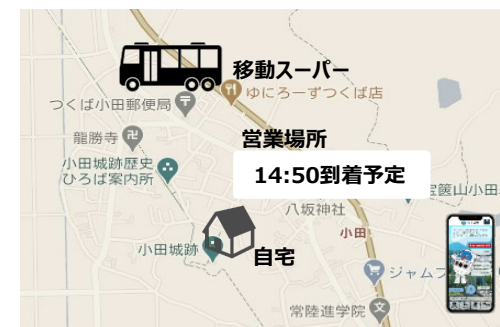 移動スーパー
つくば小田郵便局
ゆにろーずつくば店
営業場所
龍勝寺
14:50到着予定
小田城跡歴史
ひろば案内所
宝篋山小田
八坂神社
小田
小田城跡
自宅
ジャムフ
常陸進学院